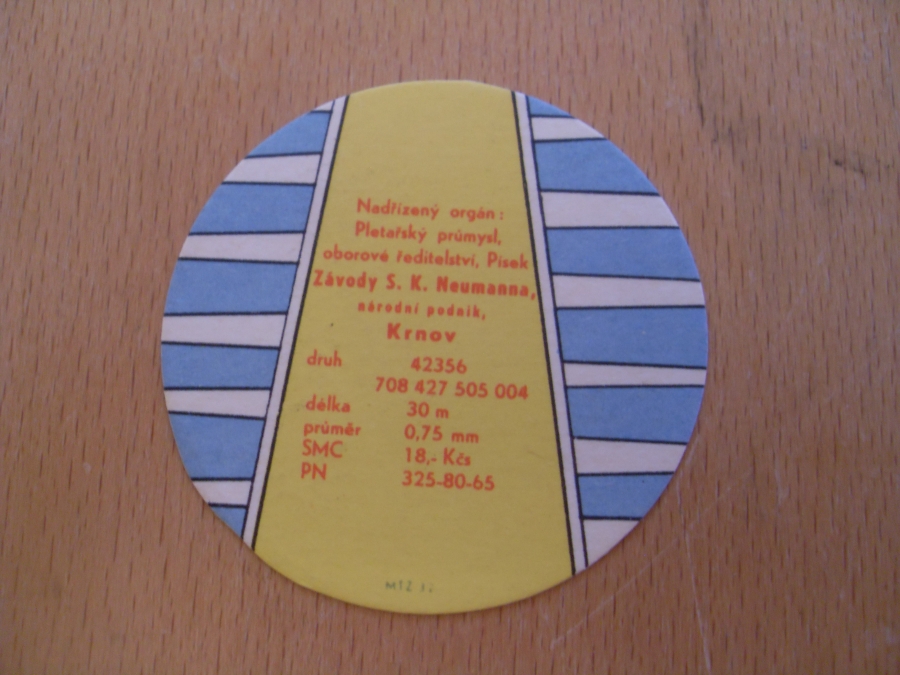 Nadřízený orgán:
Pletařský průmysl,
oborové ředitelství, Písek
Závody S. K. Neumanna,
národní podnik,
Krnov
druh 42356
708 427 505 004
délka 30 m
průměr 0,75 mm
SMC 18,- Kčs
PN 325-80-65